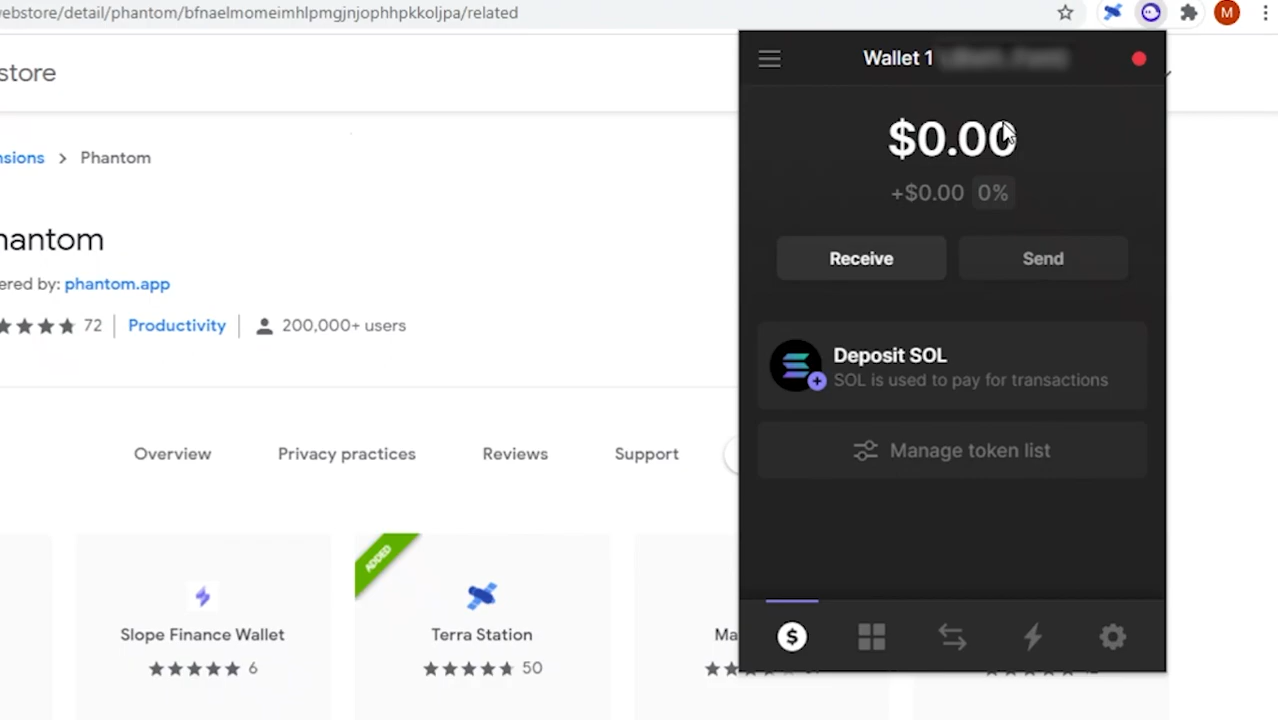 webstore/detail/phantom/bfnaelmomeimhlpmgjnjophhpkkoljpa/related
M
store
Wallet 1
$0.00
+$0.00 0%
Receive
Send
nsions > Phantom
hantom
ered by: phantom.app
72
Productivity
200,000+ users
Deposit SOL
SOL is used to pay for transactions
Manage token list
Overview
Privacy practices
Reviews
Support
ADDED
Slope Finance Wallet
6
Terra Station
50
Ma
$